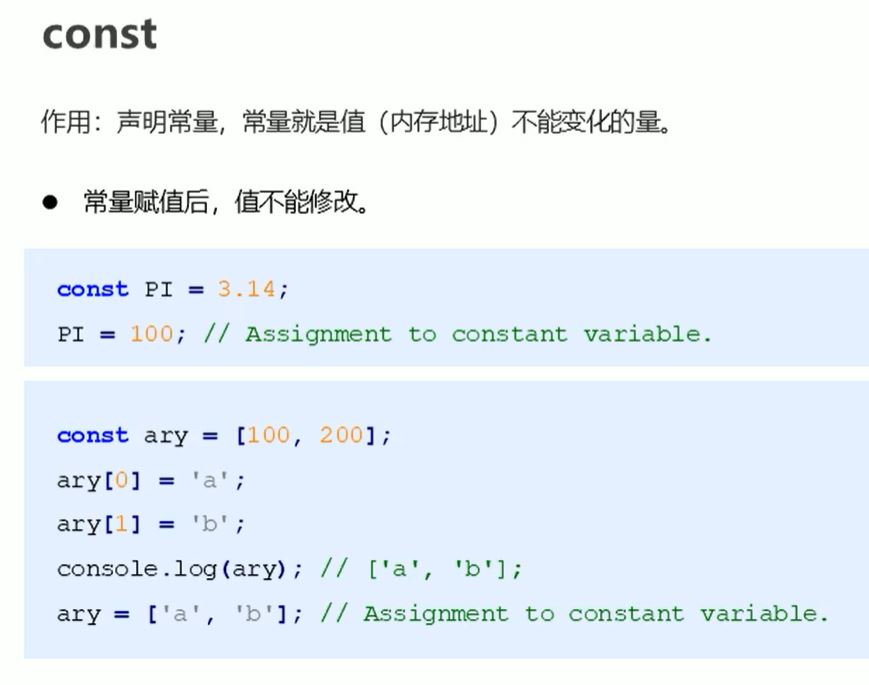 const
作用：声明常量，常量就是值（内存地址）不能变化的量。
● 常量赋值后，值不能修改。
const PI = 3.14;
PI = 100; // Assignment to constant variable.
const ary = [100, 200];
ary[0] = 'a';
ary[1] = 'b';
console.log(ary); // ['a', 'b'];
ary = ['a', 'b']; // Assignment to constant variable.